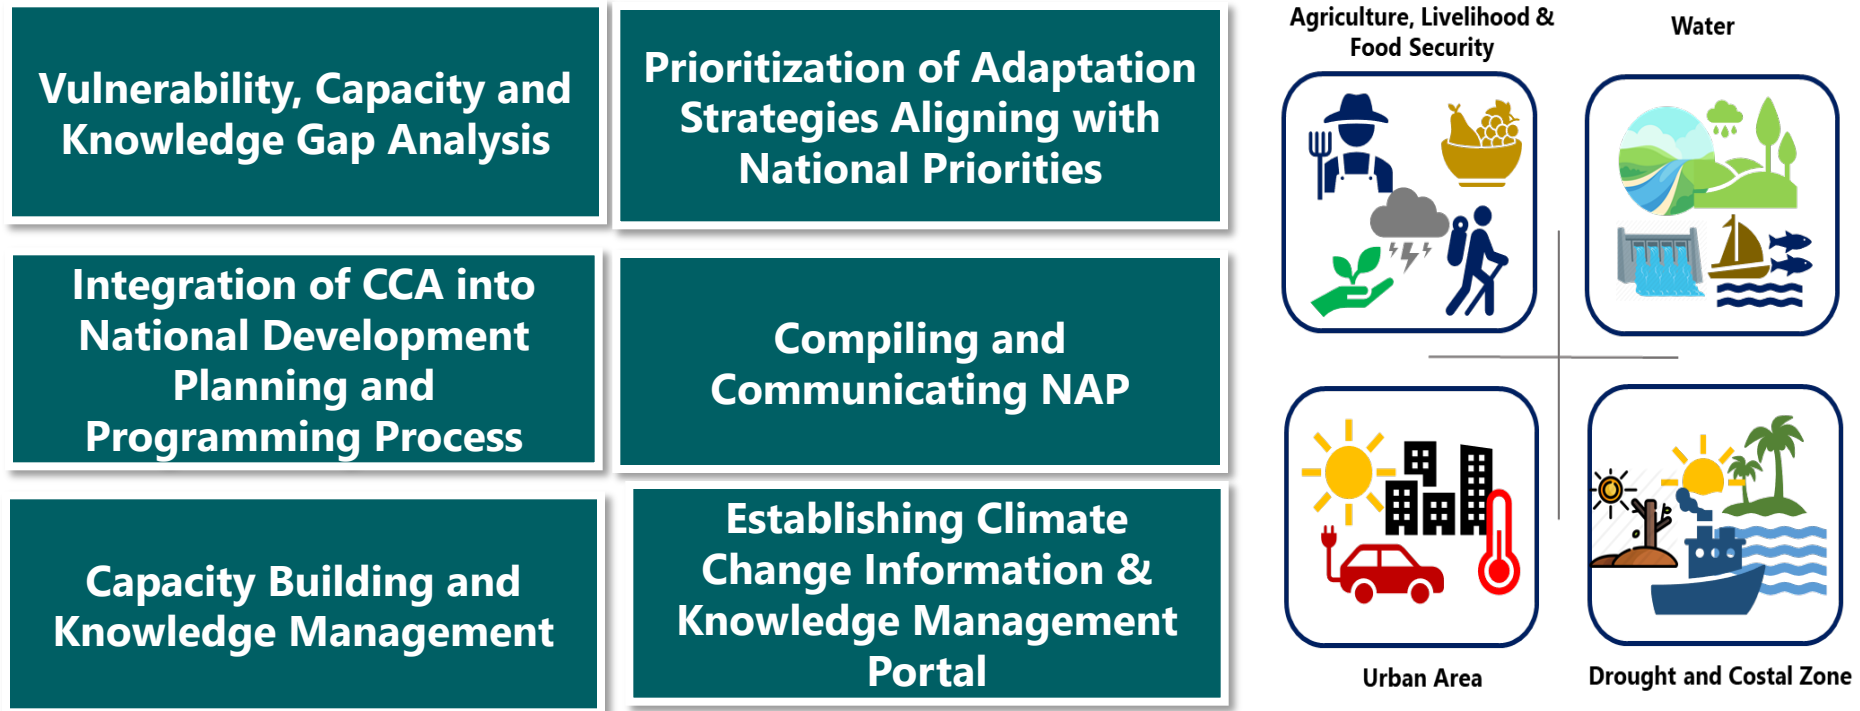 Vulnerability, Capacity and
Knowledge Gap Analysis
Prioritization of Adaptation
Strategies Aligning with
National Priorities
Integration of CCA into
National Development
Planning and
Programming Process
Compiling and
Communicating NAP
Capacity Building and
Knowledge Management
Establishing Climate
Change Information &
Knowledge Management
Portal
Agriculture, Livelihood &
Food Security
Water
Urban Area
Drought and Costal Zone